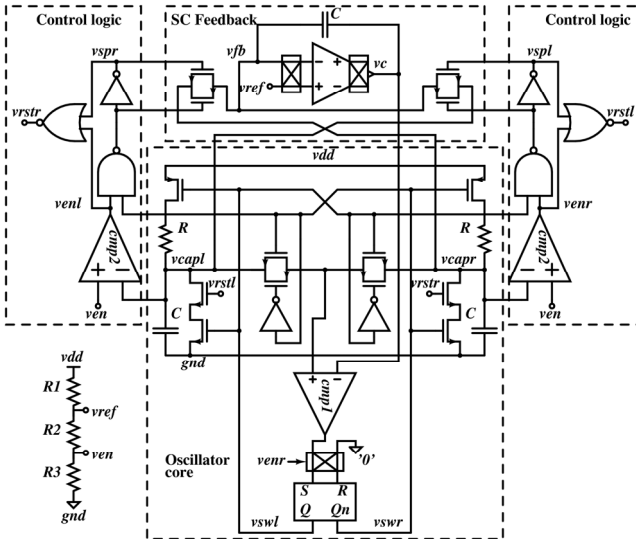 Control logic
SC Feedback
C
Control logic
vspr
vfb
vc
vspl
vref
vrstr
vrstl
vdd
venl
venr
R
R
cmp2
cmp2
vcapl
vcapr
vrstl
vrstr
C
C
ven
ven
gnd
vdd
R1
vref
R2
ven
R3
gnd
cmp1
venr
'0'
Oscillator
core
S R
Q Qn
vswl
vswr